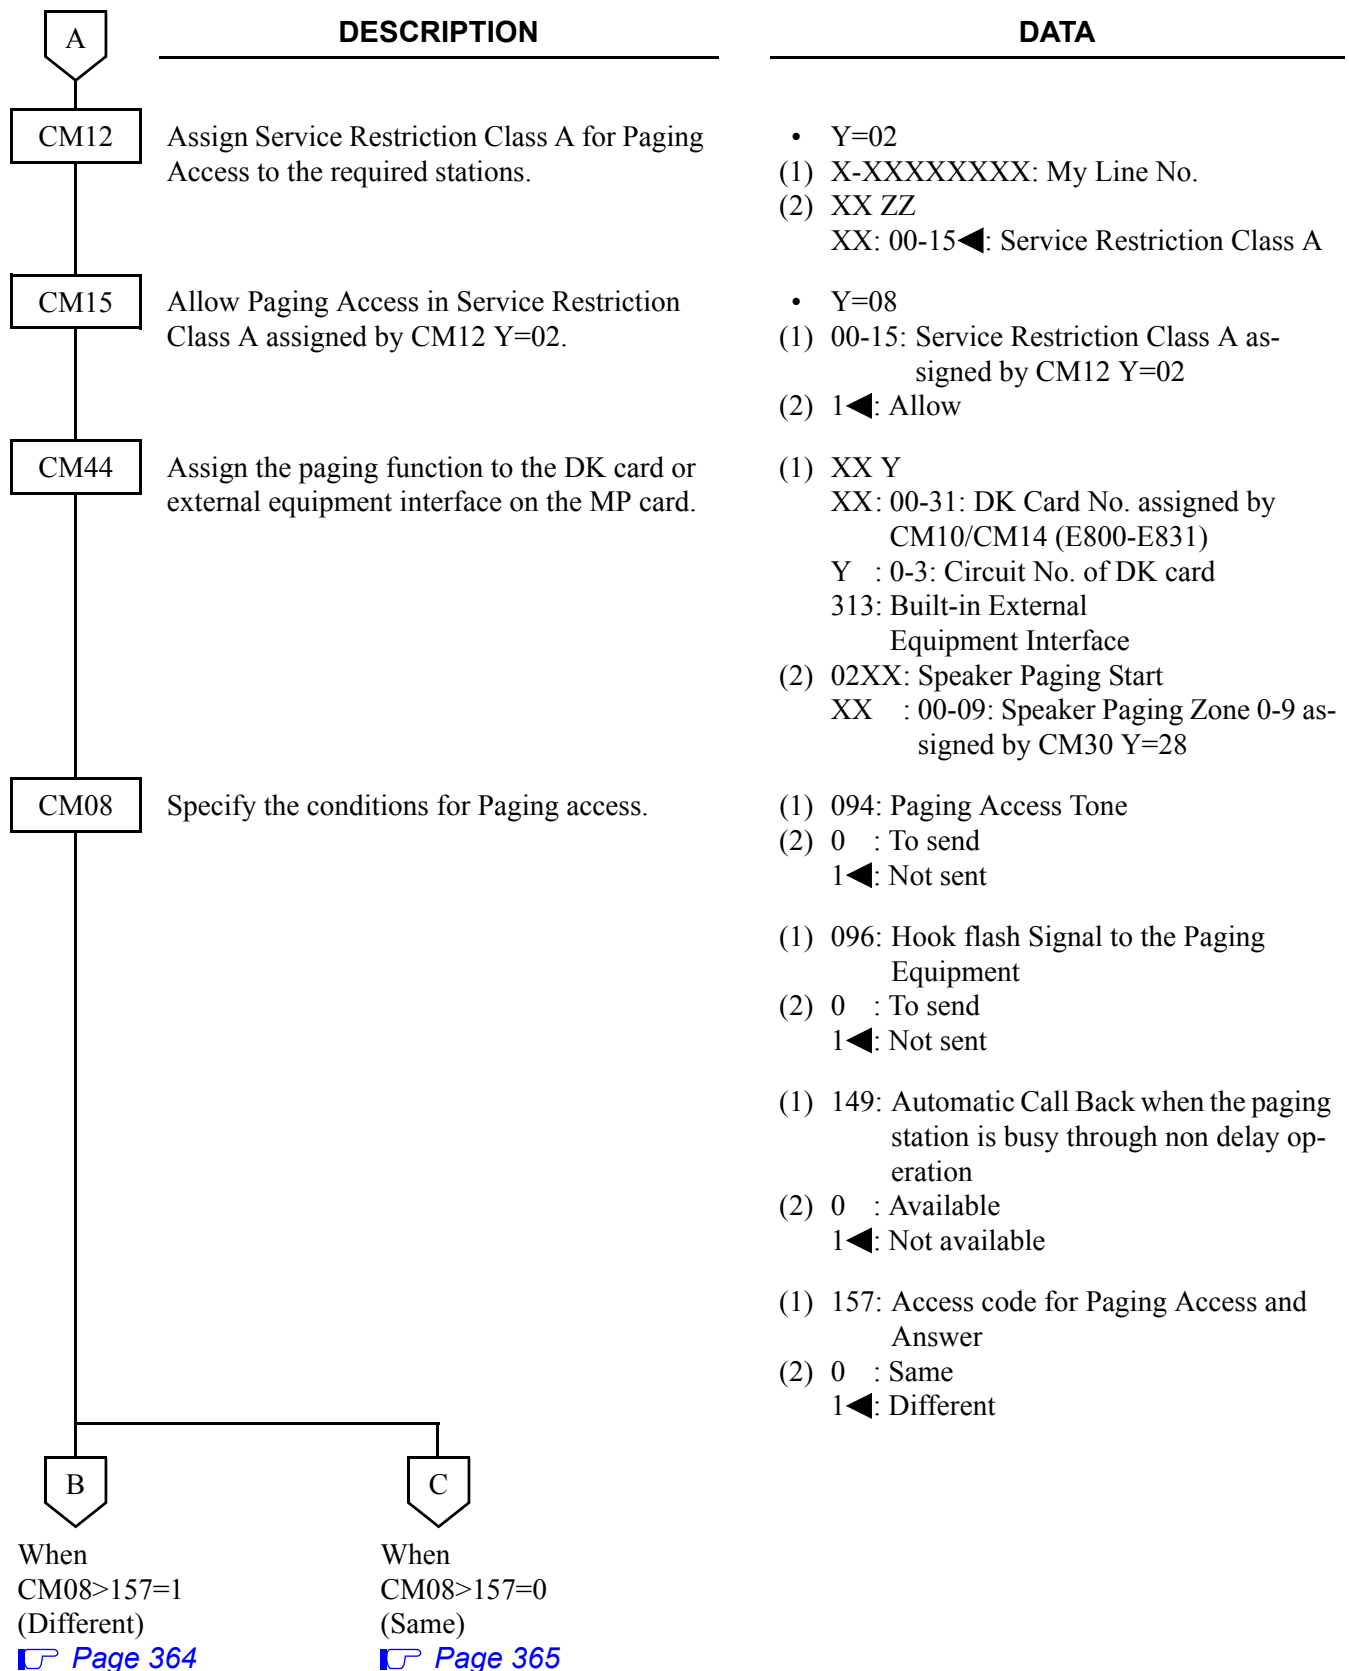 A
DESCRIPTION
DATA
CM12
Assign Service Restriction Class A for Paging
Access to the required stations.
• Y=02
(1) X-XXXXXXXX: My Line No.
(2) XX ZZ
XX: 00-15◀: Service Restriction Class A
CM15
Allow Paging Access in Service Restriction
Class A assigned by CM12 Y=02.
• Y=08
(1) 00-15: Service Restriction Class A as-
signed by CM12 Y=02
(2) 1◀: Allow
CM44
Assign the paging function to the DK card or
external equipment interface on the MP card.
(1) XX Y
XX: 00-31: DK Card No. assigned by
CM10/CM14 (E800-E831)
Y : 0-3: Circuit No. of DK card
313: Built-in External
Equipment Interface
(2) 02XX: Speaker Paging Start
XX : 00-09: Speaker Paging Zone 0-9 as-
signed by CM30 Y=28
CM08
Specify the conditions for Paging access.
(1) 094: Paging Access Tone
(2) 0 : To send
1◀: Not sent
(1) 096: Hook flash Signal to the Paging
Equipment
(2) 0 : To send
1◀: Not sent
(1) 149: Automatic Call Back when the paging
station is busy through non delay op-
eration
(2) 0 : Available
1◀: Not available
(1) 157: Access code for Paging Access and
Answer
(2) 0 : Same
1◀: Different
B
When
CM08>157=1
(Different)
Page 364
C
When
CM08>157=0
(Same)
Page 365